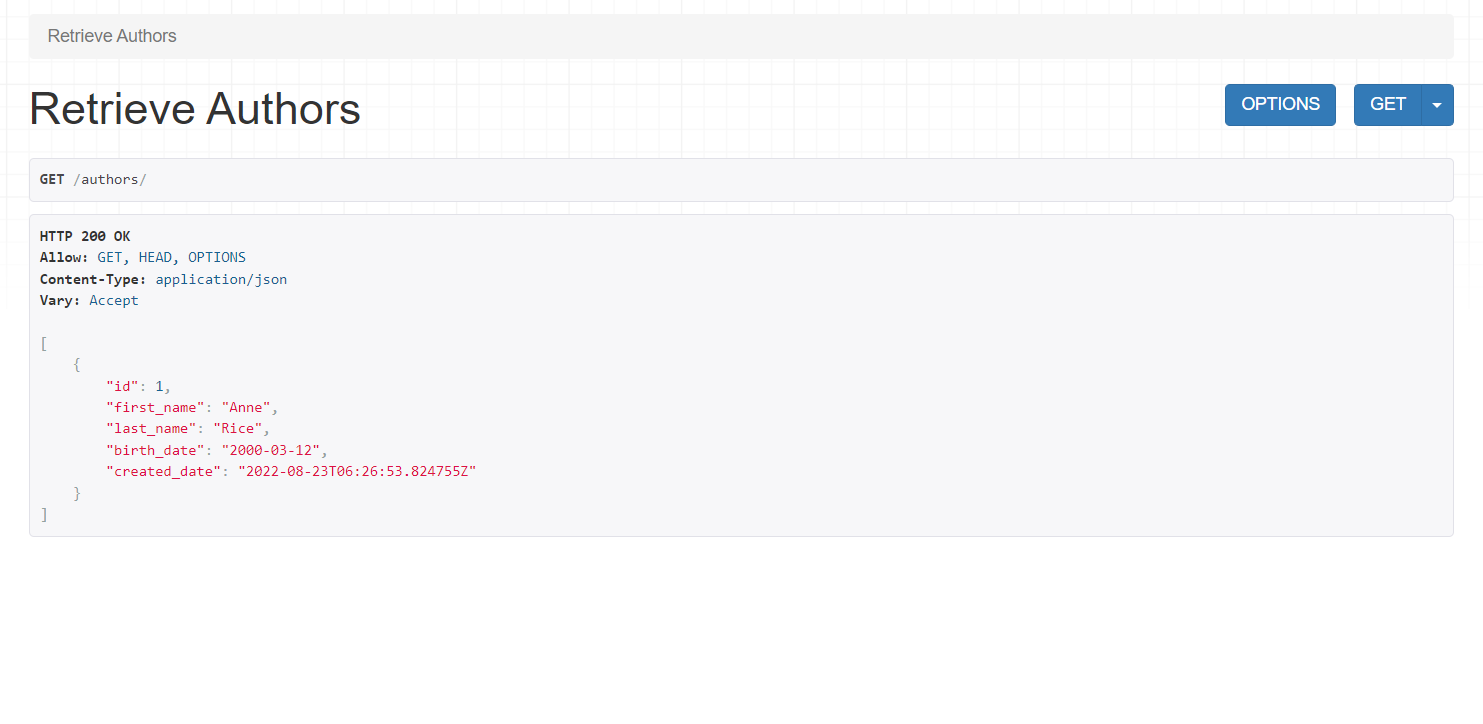 Retrieve Authors
Retrieve Authors
OPTIONS
GET
GET /authors/
HTTP 200 OK
Allow: GET, HEAD, OPTIONS
Content-Type: application/json
Vary: Accept
[
    {
        "id": 1,
        "first_name": "Anne",
        "last_name": "Rice",
        "birth_date": "2000-03-12",
        "created_date": "2022-08-23T06:26:53.824755Z"
    }
]